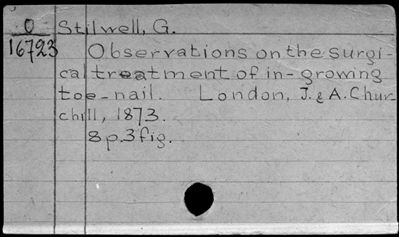 O Stilwell, G.
16723 Observations on the surgi-
cal treatment of in-growing
toe-nail. London, J. & A. Chur-
chill, 1873.
8 p. 3 fig.